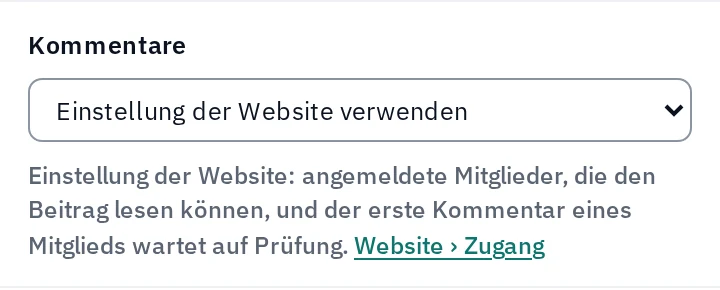 Kommentare
Einstellung der Website verwenden
Einstellung der Website: angemeldete Mitglieder, die den
Beitrag lesen können, und der erste Kommentar eines
Mitglieds wartet auf Prüfung. Website › Zugang